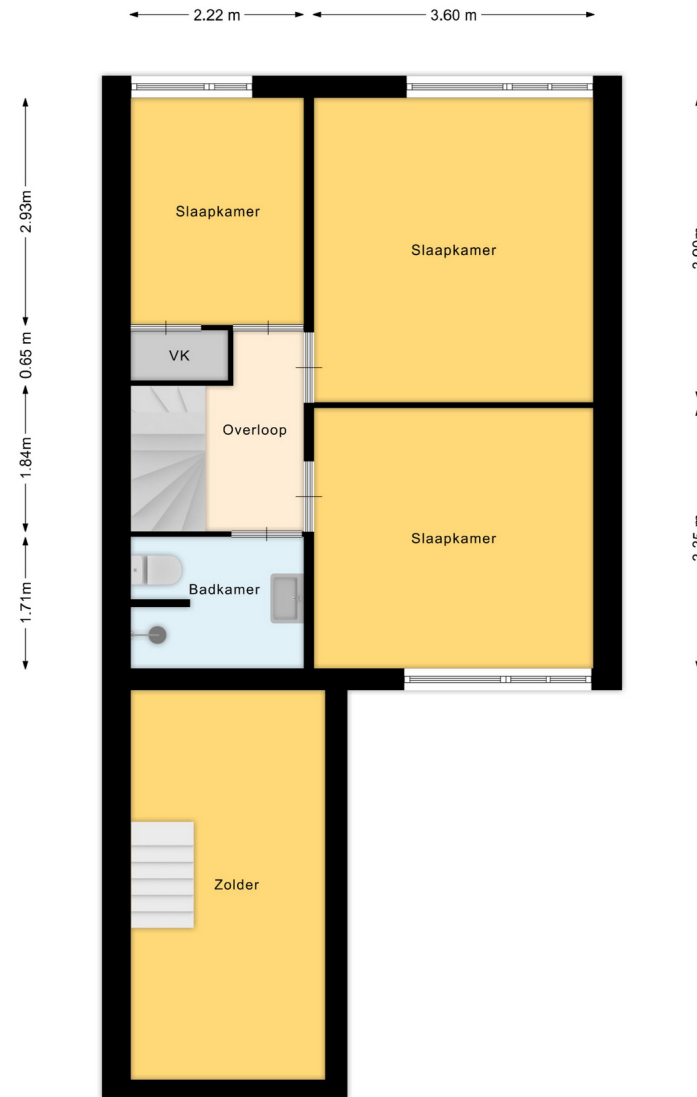 2.22 m
3.60 m
2.93m
Slaapkamer
Slaapkamer
0.65 m
VK
1.84m
Overloop
Slaapkamer
1.71m
Badkamer
Zolder